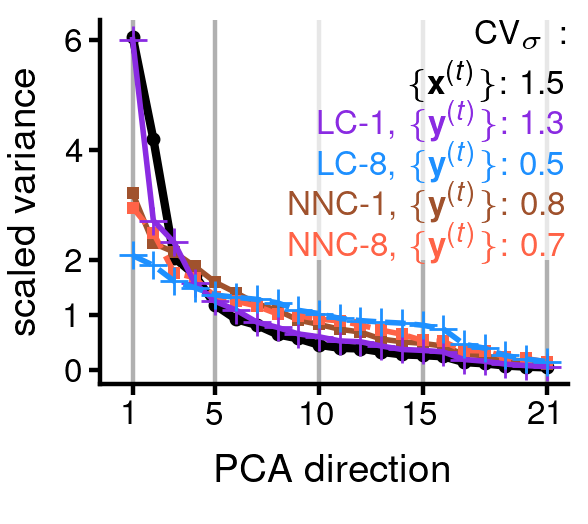 CV_σ :
{x^(t)}: 1.5
LC-1, {y^(t)}: 1.3
LC-8, {y^(t)}: 0.5
NNC-1, {y^(t)}: 0.8
NNC-8, {y^(t)}: 0.7
scaled variance
6
4
2
1
0
1 5 10 15 21
PCA direction